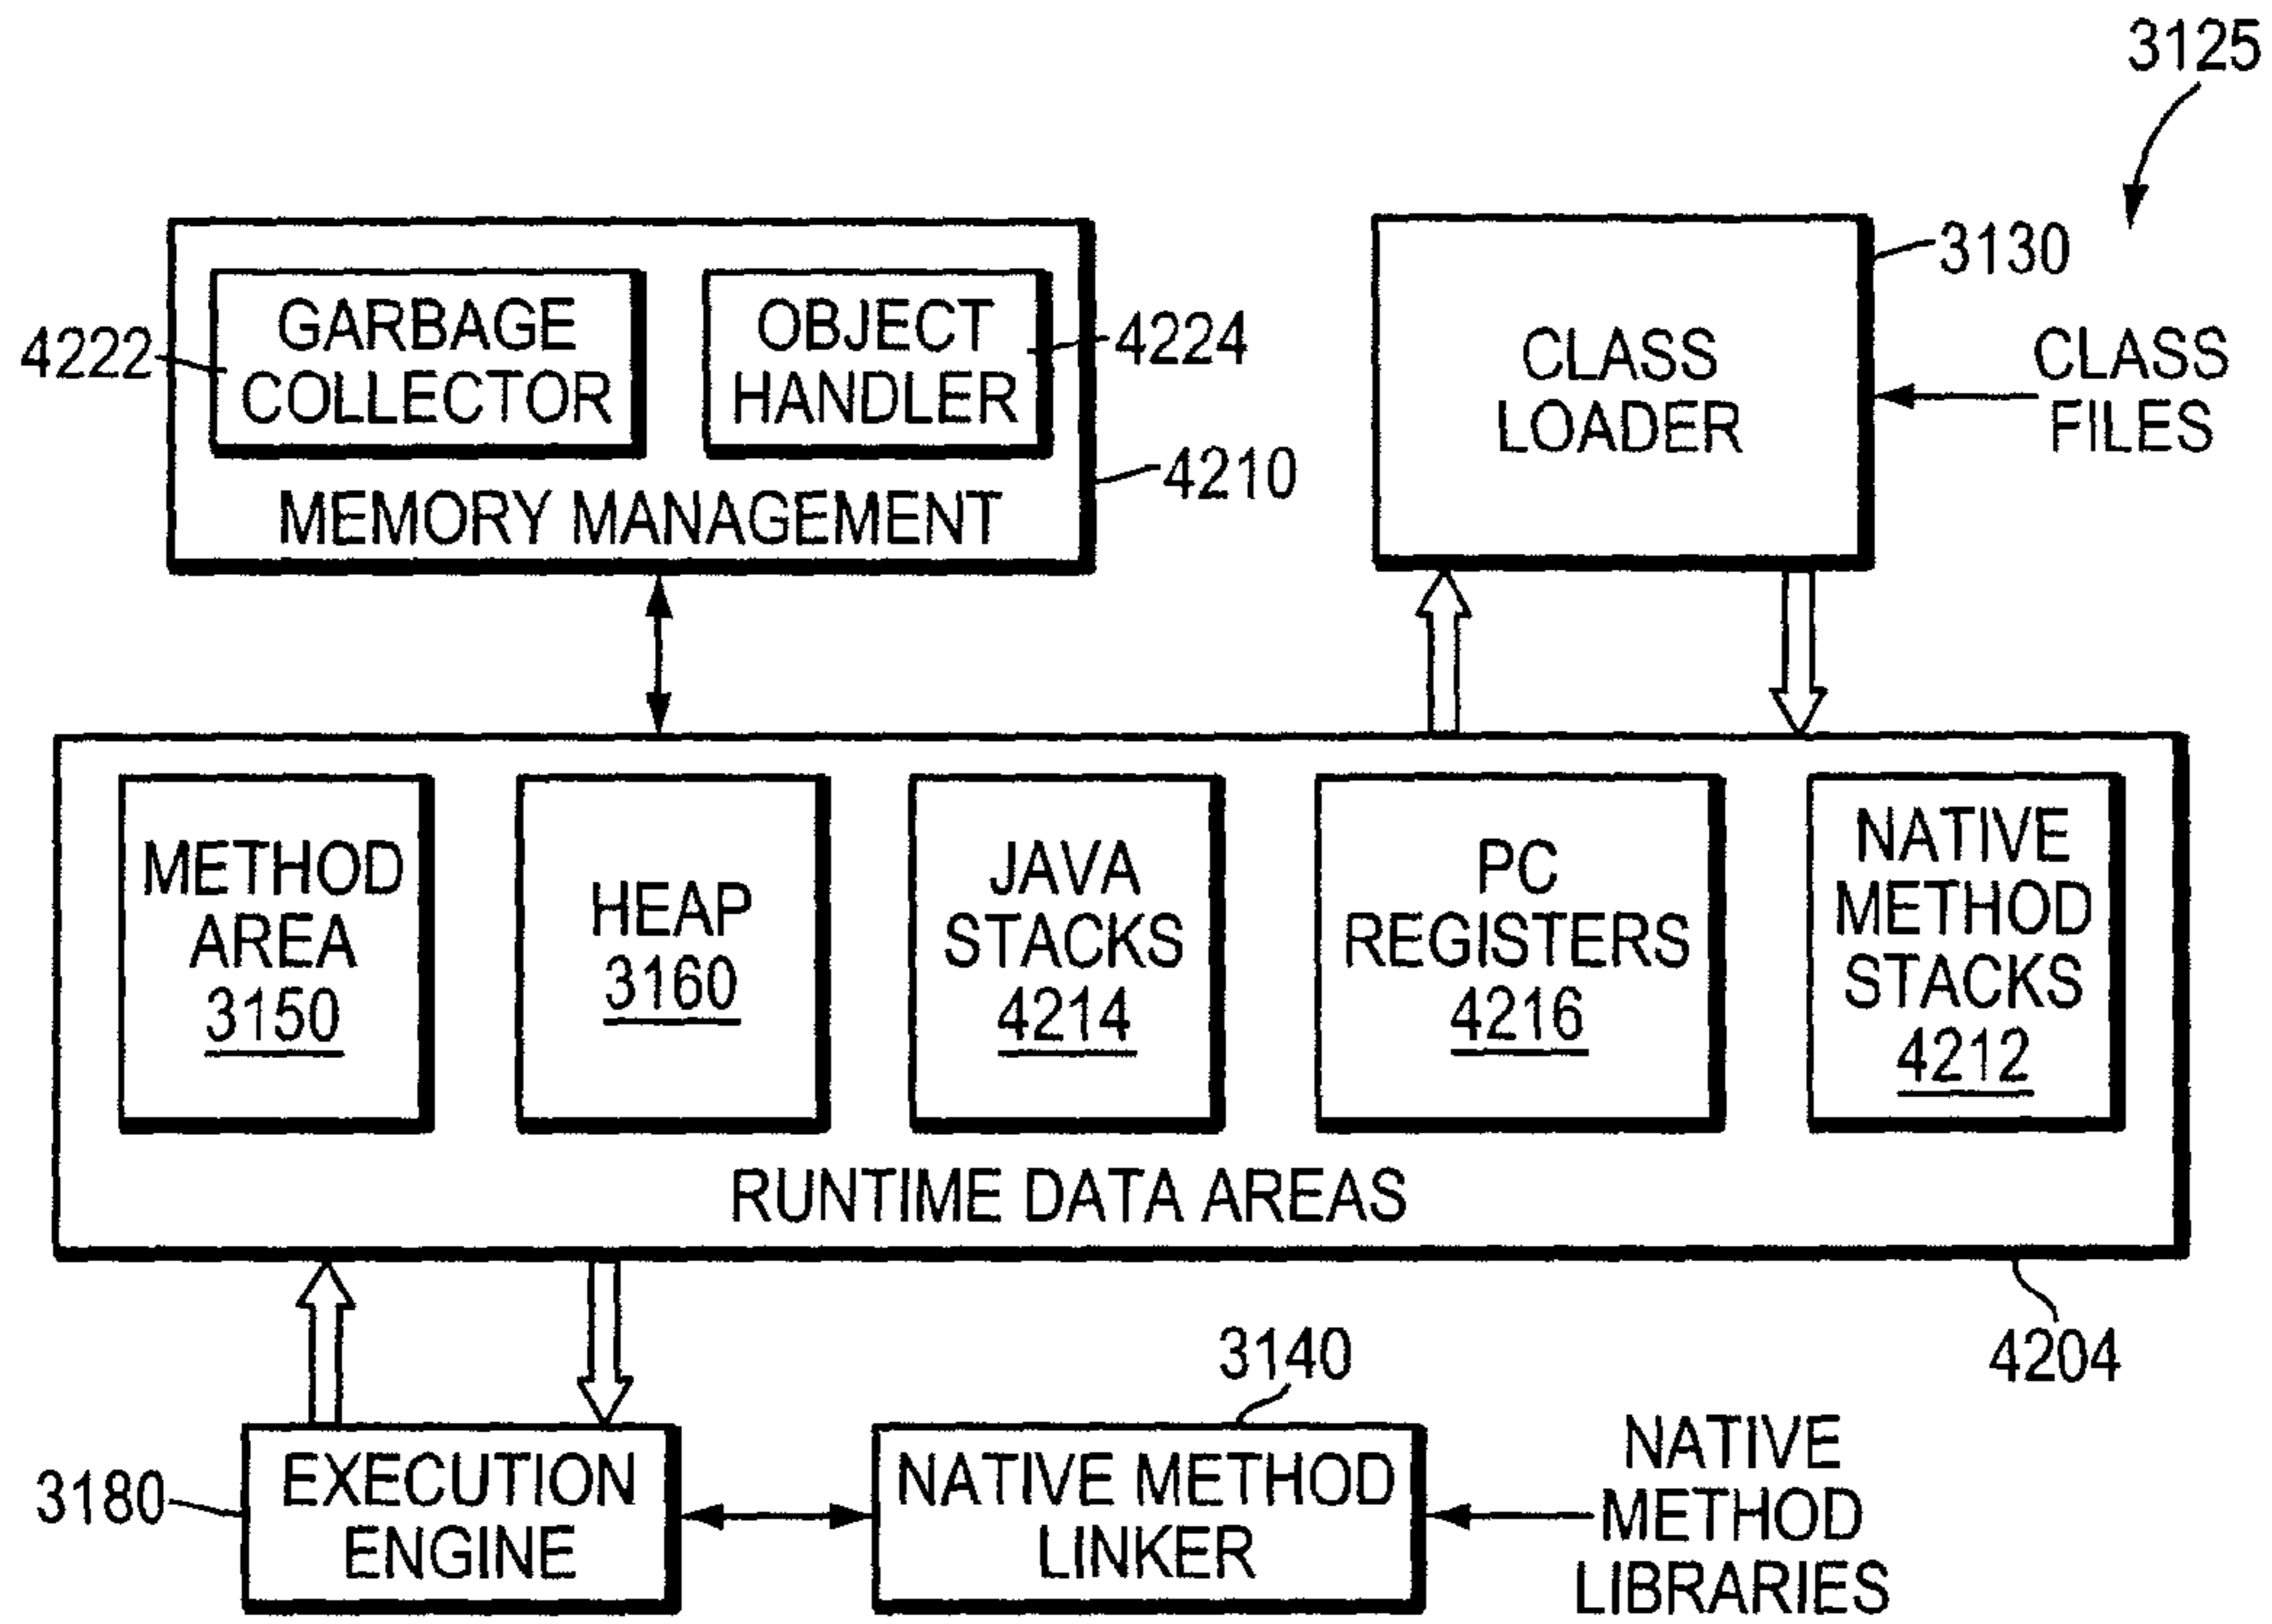 3125
3130
GARBAGE
COLLECTOR
4222
OBJECT
HANDLER
4224
MEMORY MANAGEMENT
4210
CLASS
LOADER
CLASS
FILES
METHOD
AREA
3150
HEAP
3160
JAVA
STACKS
4214
PC
REGISTERS
4216
NATIVE
METHOD
STACKS
4212
RUNTIME DATA AREAS
4204
3180
EXECUTION
ENGINE
3140
NATIVE METHOD
LINKER
NATIVE
METHOD
LIBRARIES